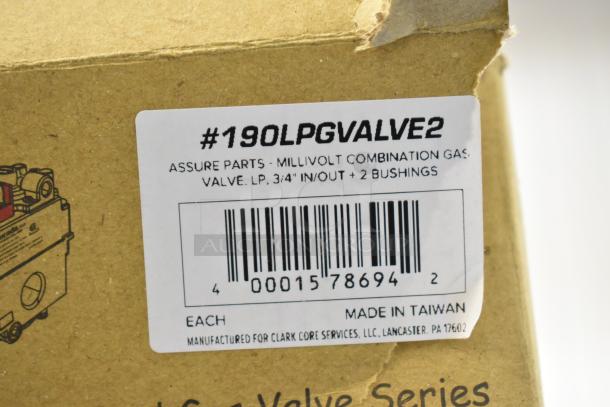 #190LPGVALVE2
ASSURE PARTS - MILLIVOLT COMBINATION GAS
VALVE, LP, 3/4" IN/OUT + 2 BUSHINGS
4 00015 78694 2
EACH MADE IN TAIWAN
MANUFACTURED FOR CLARK CORE SERVICES, LLC, LANCASTER, PA 17602
Valve Series